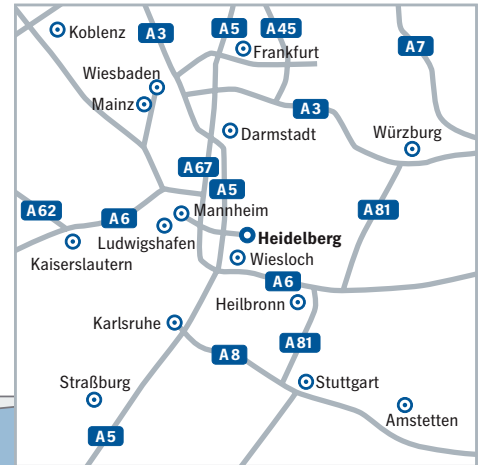 Koblenz
A3
A5
A45
A7
Frankfurt
Wiesbaden
Mainz
A3
Darmstadt
Würzburg
A67
A5
A62
A6
Mannheim
A81
Ludwigshafen
Heidelberg
Kaiserslautern
Wiesloch
A6
Heilbronn
Karlsruhe
A81
A8
Straßburg
Stuttgart
Amstetten
A5